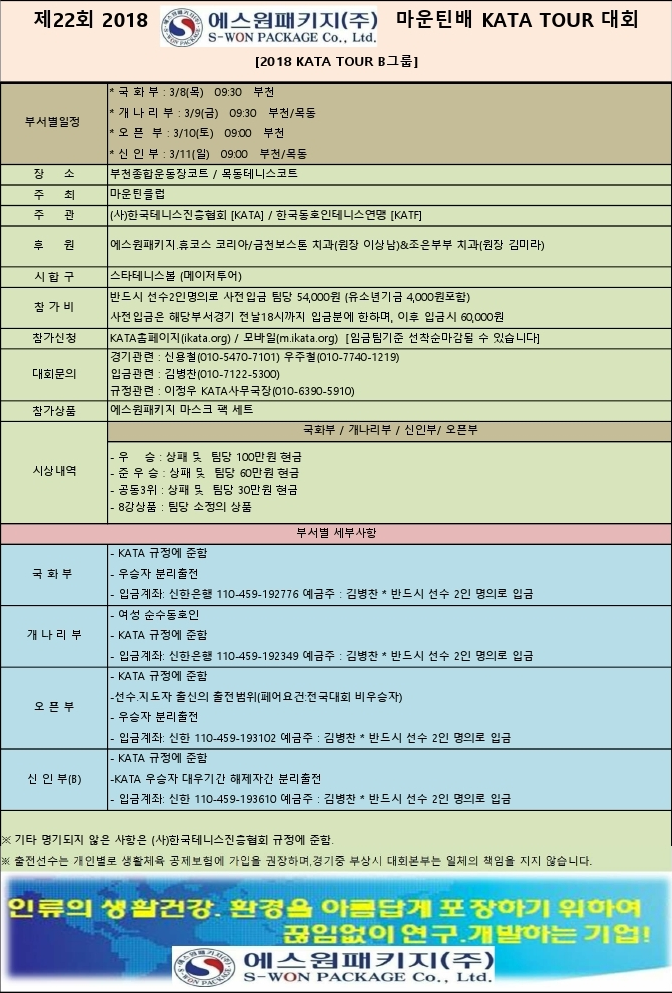 제22회 2018 에스원패키지(주) 마운틴배 KATA TOUR 대회
S-WON PACKAGE Co., Ltd.
[2018 KATA TOUR B그룹]
부서별일정
* 국 화 부 : 3/8(목) 09:30 부천
* 개 나 리 부 : 3/9(금) 09:30 부천/목동
* 오 픈 부 : 3/10(토) 09:00 부천
* 신 인 부 : 3/11(일) 09:00 부천/목동
장 소 부천종합운동장코트 / 목동테니스코트
주 최 마운틴클럽
주 관 (사)한국테니스진흥협회 [KATA] / 한국동호인테니스연맹 [KATF]
후 원 에스원패키지.휴코스 코리아/금천보스톤 치과(원장 이상남)&조은부부 치과(원장 김미라)
시 합 구 스타테니스볼 (메이저투어)
참 가 비
반드시 선수2인명의로 사전입금 팀당 54,000원 (유소년기금 4,000원포함)
사전입금은 해당부서경기 전날18시까지 입금분에 한하며, 이후 입금시 60,000원
참가신청 KATA홈페이지(ikata.org) / 모바일(m.ikata.org) [입금팀기준 선착순마감될 수 있습니다]
대회문의
경기관련 : 신용철(010-5470-7101) 우주철(010-7740-1219)
입금관련 : 김병찬(010-7122-5300)
규정관련 : 이정우 KATA사무국장(010-6390-5910)
참가상품 에스원패키지 마스크 팩 세트
시상내역
국화부 / 개나리부 / 신인부/ 오픈부
- 우 승 : 상패 및 팀당 100만원 현금
- 준 우 승 : 상패 및 팀당 60만원 현금
- 공동3위 : 상패 및 팀당 30만원 현금
- 8강상품 : 팀당 소정의 상품
부서별 세부사항
국 화 부
- KATA 규정에 준함
- 우승자 분리출전
- 입금계좌: 신한은행 110-459-192776 예금주 : 김병찬 * 반드시 선수 2인 명의로 입금
개 나 리 부
- 여성 순수동호인
- KATA 규정에 준함
- 입금계좌: 신한은행 110-459-192349 예금주 : 김병찬 * 반드시 선수 2인 명의로 입금
오 픈 부
- KATA 규정에 준함
-선수.지도자 출신의 출전범위(페어요건:전국대회 비우승자)
- 우승자 분리출전
- 입금계좌: 신한 110-459-193102 예금주 : 김병찬 * 반드시 선수 2인 명의로 입금
신 인 부(B)
- KATA 규정에 준함
-KATA 우승자 대우기간 해제자간 분리출전
- 입금계좌: 신한 110-459-193610 예금주 : 김병찬 * 반드시 선수 2인 명의로 입금
※ 기타 명기되지 않은 사항은 (사)한국테니스진흥협회 규정에 준함.
※ 출전선수는 개인별로 생활체육 공제보험에 가입을 권장하며,경기중 부상시 대회본부는 일체의 책임을 지지 않습니다.
인류의 생활건강. 환경을 아름답게 포장하기 위하여
끊임없이 연구.개발하는 기업!
에스원패키지(주)
S-WON PACKAGE Co., Ltd.